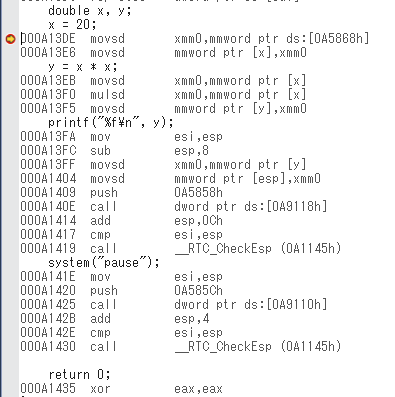 double x, y;
x = 20;
000A13DE movsd xmm0,mmword ptr ds:[0A5868h]
000A13E6 movsd mmword ptr [x],xmm0
y = x * x;
000A13EB movsd xmm0,mmword ptr [x]
000A13F0 mulsd xmm0,mmword ptr [x]
000A13F5 movsd mmword ptr [y],xmm0
printf("%f¥n", y);
000A13FA mov esi,esp
000A13FC sub esp,8
000A13FF movsd xmm0,mmword ptr [y]
000A1404 movsd mmword ptr [esp],xmm0
000A1409 push 0A5858h
000A140E call dword ptr ds:[0A9118h]
000A1414 add esp,0Ch
000A1417 cmp esi,esp
000A1419 call __RTC_CheckEsp (0A1145h)
system("pause");
000A141E mov esi,esp
000A1420 push 0A585Ch
000A1425 call dword ptr ds:[0A9110h]
000A142B add esp,4
000A142E cmp esi,esp
000A1430 call __RTC_CheckEsp (0A1145h)
return 0;
000A1435 xor eax,eax